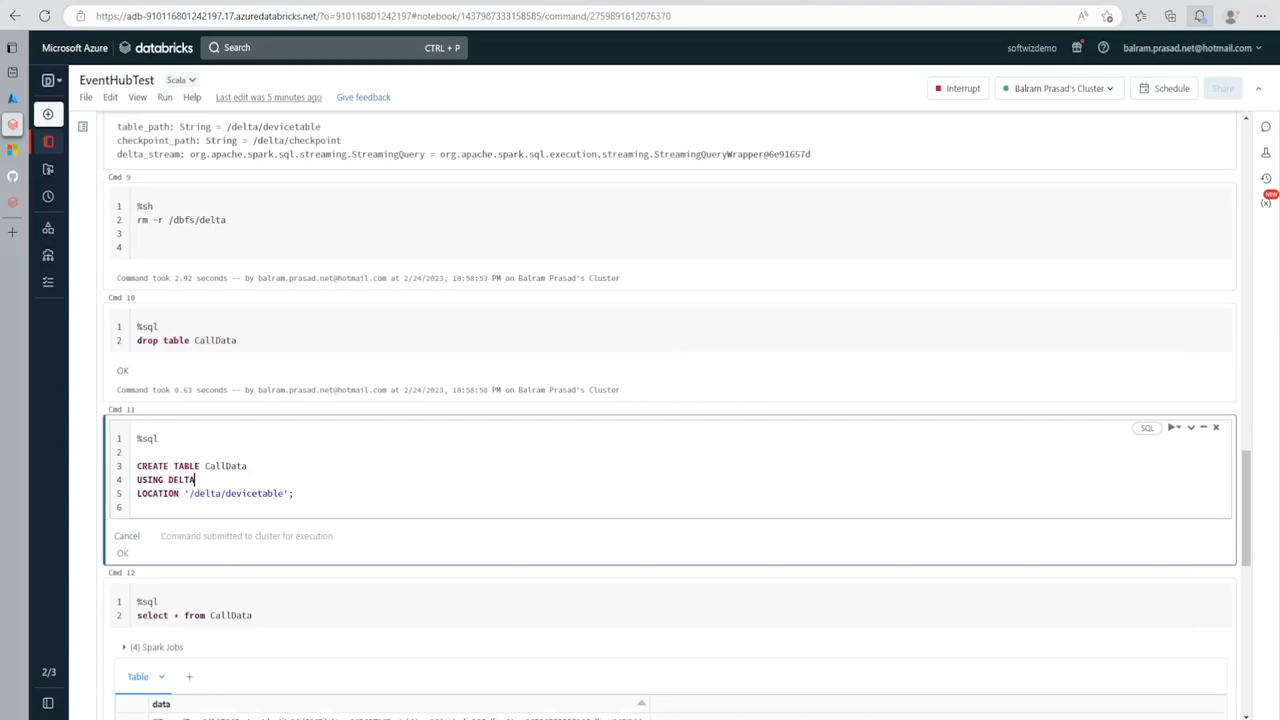 https://adb-910116801242197.17.azuredatabricks.net/?o=910116801242197#notebook/1437987333158585/command/2759891612076370
Microsoft Azure databricks Search CTRL + P softwizdemo balram.prasad.net@hotmail.com
EventHubTest Scala
File Edit View Run Help Last edit was 5 minutes ago Give feedback
Interrupt Balram Prasad's Cluster Schedule Share
NEW
table_path: String = /delta/devicetable
checkpoint_path: String = /delta/checkpoint
delta_stream: org.apache.spark.sql.streaming.StreamingQuery = org.apache.spark.sql.execution.streaming.StreamingQueryWrapper@6e91657d
Cmd 9
1 %sh
2 rm -r /dbfs/delta
3
4
Command took 2.92 seconds -- by balram.prasad.net@hotmail.com at 2/24/2023, 10:58:53 PM on Balram Prasad's Cluster
Cmd 10
1 %sql
2 drop table CallData
OK
Command took 0.63 seconds -- by balram.prasad.net@hotmail.com at 2/24/2023, 10:58:58 PM on Balram Prasad's Cluster
Cmd 11
SQL
1 %sql
2
3 CREATE TABLE CallData
4 USING DELTA
5 LOCATION '/delta/devicetable';
6
Cancel Command submitted to cluster for execution
OK
Cmd 12
1 %sql
2 select * from CallData
(4) Spark Jobs
Table +
data
2/3